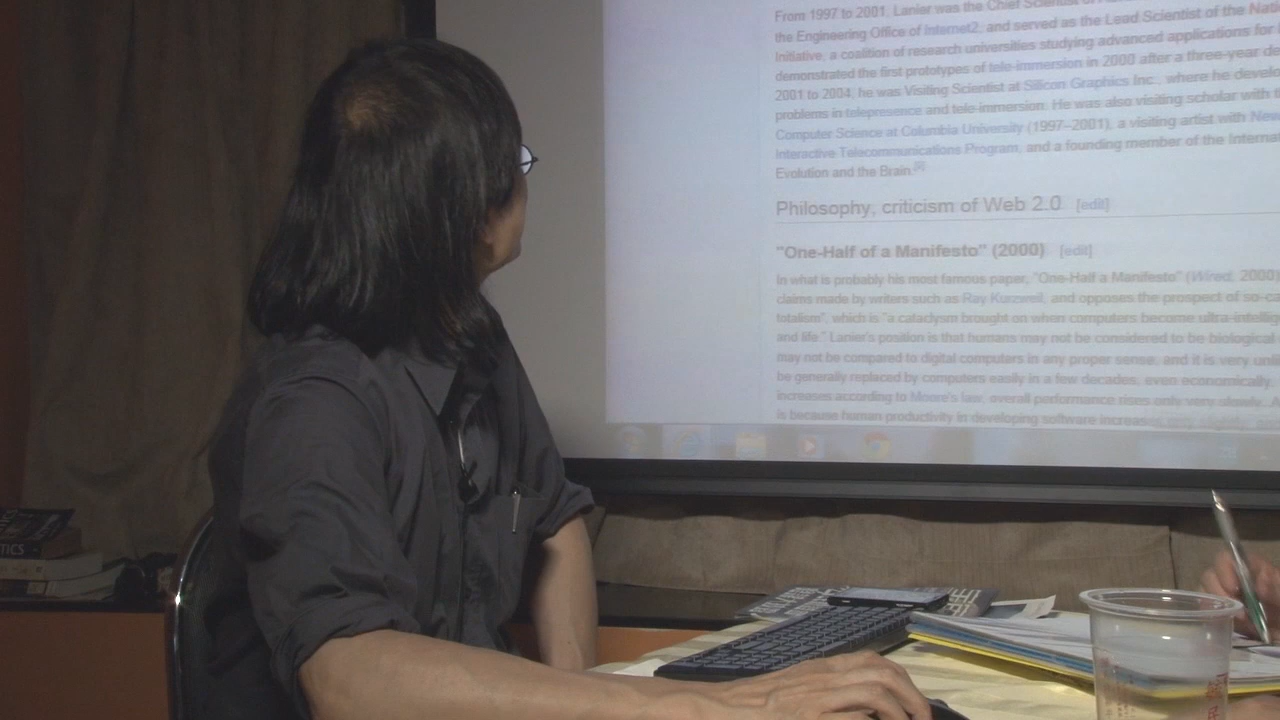 From 1997 to 2001, Lanier was the Chief Scientist of
the Engineering Office of Internet2, and served as the Lead Scientist of the Nati
Initiative, a coalition of research universities studying advanced applications for
demonstrated the first prototypes of tele-immersion in 2000 after a three-year de
2001 to 2004, he was Visiting Scientist at Silicon Graphics Inc., where he develo
problems in telepresence and tele-immersion. He was also visiting scholar with t
Computer Science at Columbia University (1997–2001), a visiting artist with New
Interactive Telecommunications Program, and a founding member of the Interna
Evolution and the Brain.
Philosophy, criticism of Web 2.0 [edit]
"One-Half of a Manifesto" (2000) [edit]
In what is probably his most famous paper, "One-Half a Manifesto" (Wired, 2000)
claims made by writers such as Ray Kurzweil, and opposes the prospect of so-ca
totalism", which is "a cataclysm brought on when computers become ultra-intellig
and life." Lanier's position is that humans may not be considered to be biological
may not be compared to digital computers in any proper sense, and it is very unli
be generally replaced by computers easily in a few decades, even economically.
increases according to Moore's law, overall performance rises only very slowly.
is because human productivity in developing software increases
TICS